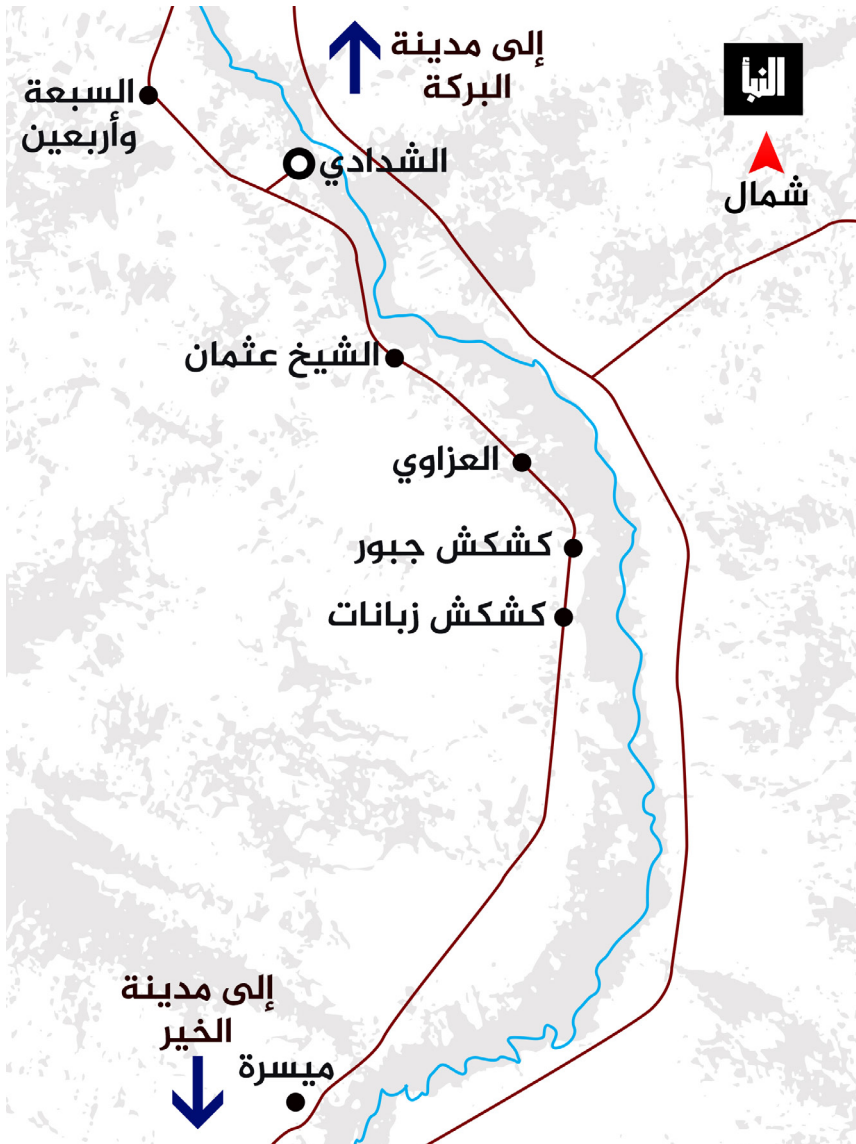 إلى مدينة
البركة
النبأ
السبعة
وأربعين
الشدادي
شمال
الشيخ عثمان
العزاوي
كشكش جبور
كشكش زبانات
إلى مدينة
الخير
ميسرة